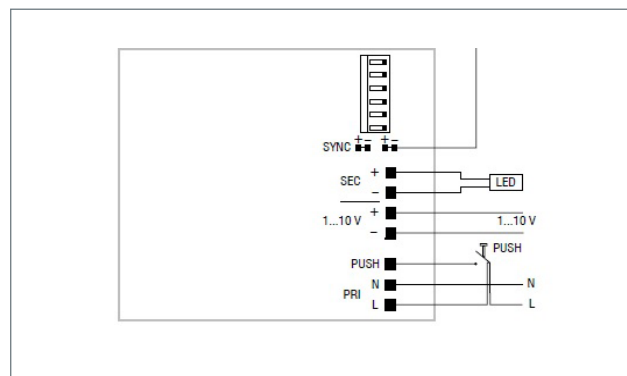 + - + -
SYNC
+
SEC
LED
-
+
1...10 V
1...10 V
-
PUSH
PUSH
N
N
PRI
L
L